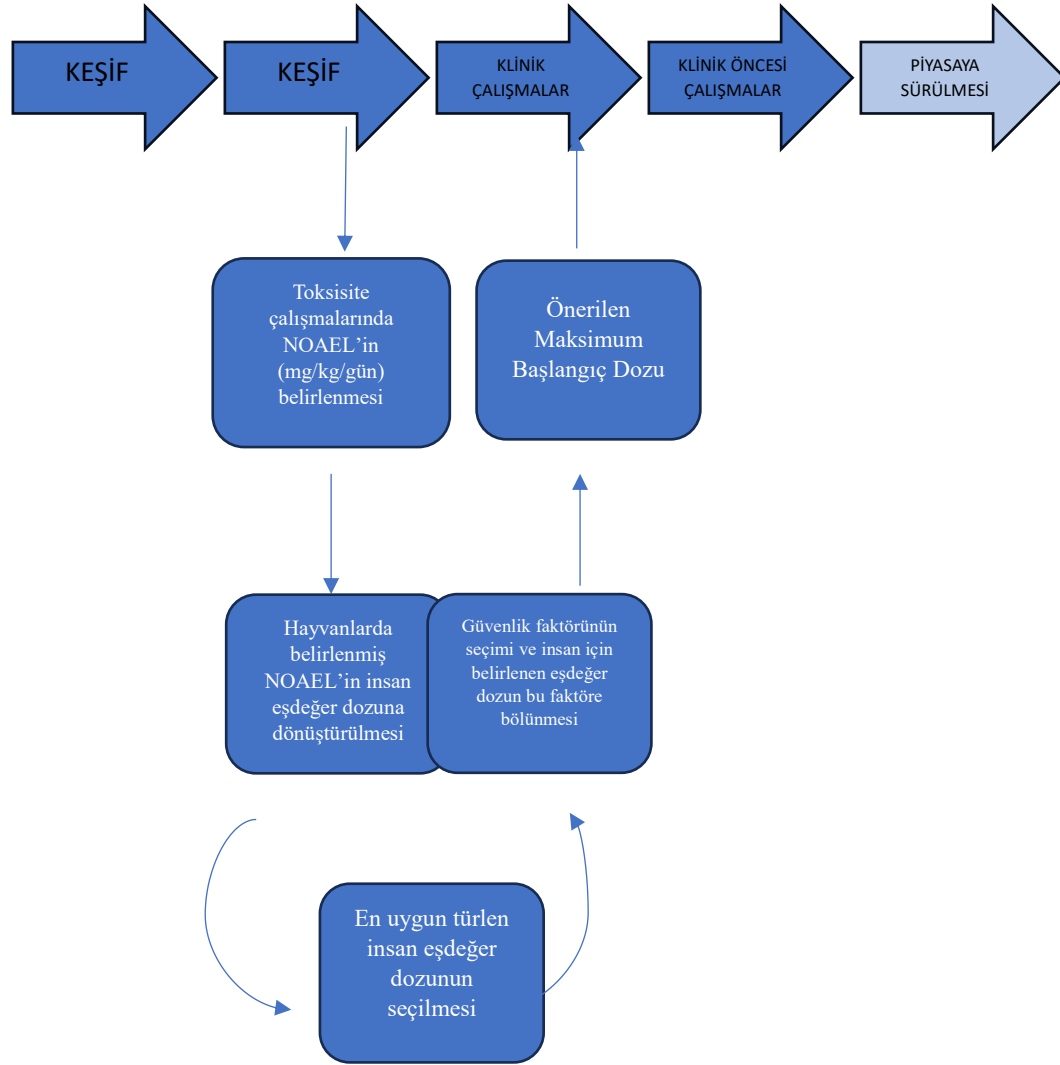 KEŞİF
KEŞİF
KLİNİK
ÇALIŞMALAR
KLİNİK ÖNCESİ
ÇALIŞMALAR
PİYASAYA
SÜRÜLMESİ
Toksisite
çalışmalarında
NOAEL’in
(mg/kg/gün)
belirlenmesi
Önerilen
Maksimum
Başlangıç Dozu
Hayvanlarda
belirlenmiş
NOAEL’in insan
eşdeğer dozuna
dönüştürülmesi
Güvenlik faktörünün
seçimi ve insan için
belirlenen eşdeğer
dozun bu faktöre
bölünmesi
En uygun türlen
insan eşdeğer
dozunun
seçilmesi